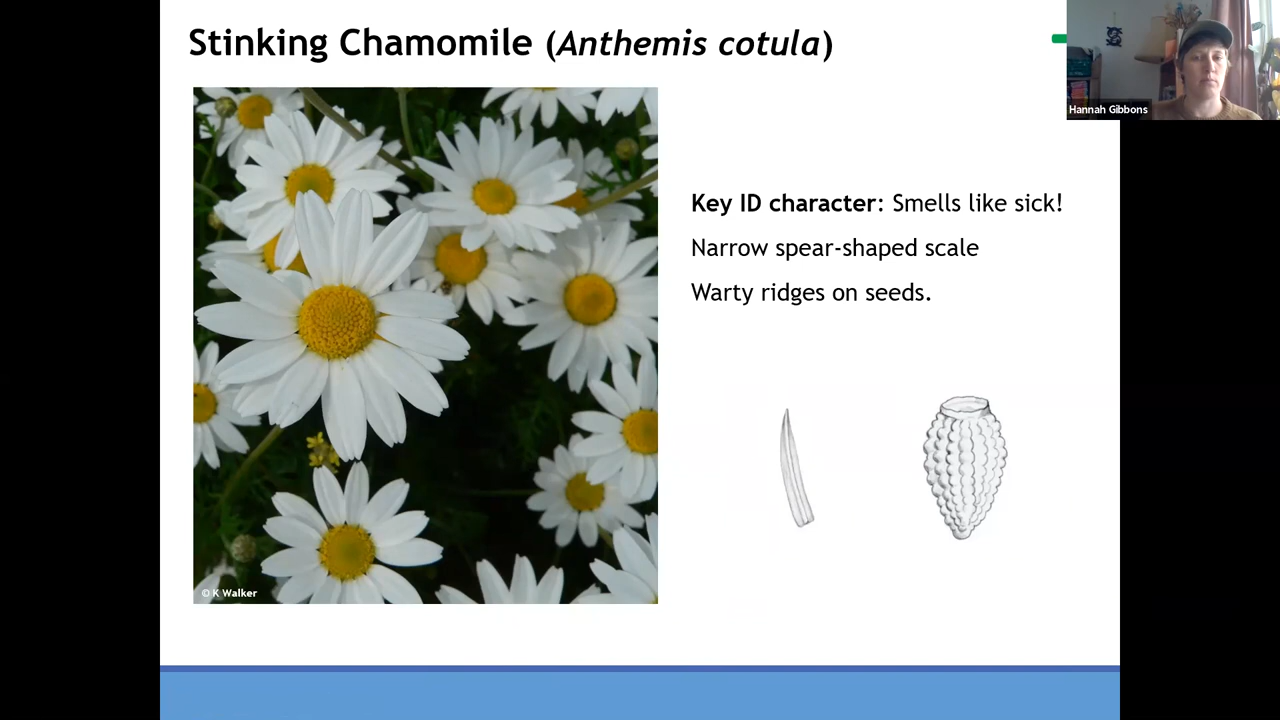 Stinking Chamomile (Anthemis cotula)
Hannah Gibbons
Key ID character: Smells like sick!
Narrow spear-shaped scale
Warty ridges on seeds.
© K Walker